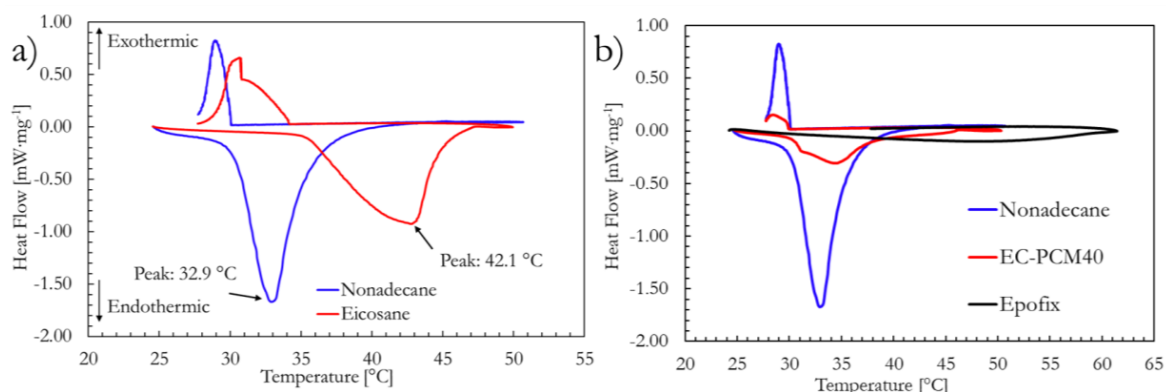 a)
1.00
0.50
0.00
-0.50
-1.00
-1.50
-2.00
Heat Flow [mW·mg⁻¹]
Exothermic
Peak: 32.9 °C
Peak: 42.1 °C
Endothermic
Nonadecane
Eicosane
20 25 30 35 40 45 50 55
Temperature [°C]
b)
1.00
0.50
0.00
-0.50
-1.00
-1.50
-2.00
Heat Flow [mW·mg⁻¹]
Nonadecane
EC-PCM40
Epofix
20 25 30 35 40 45 50 55 60 65
Temperature [°C]